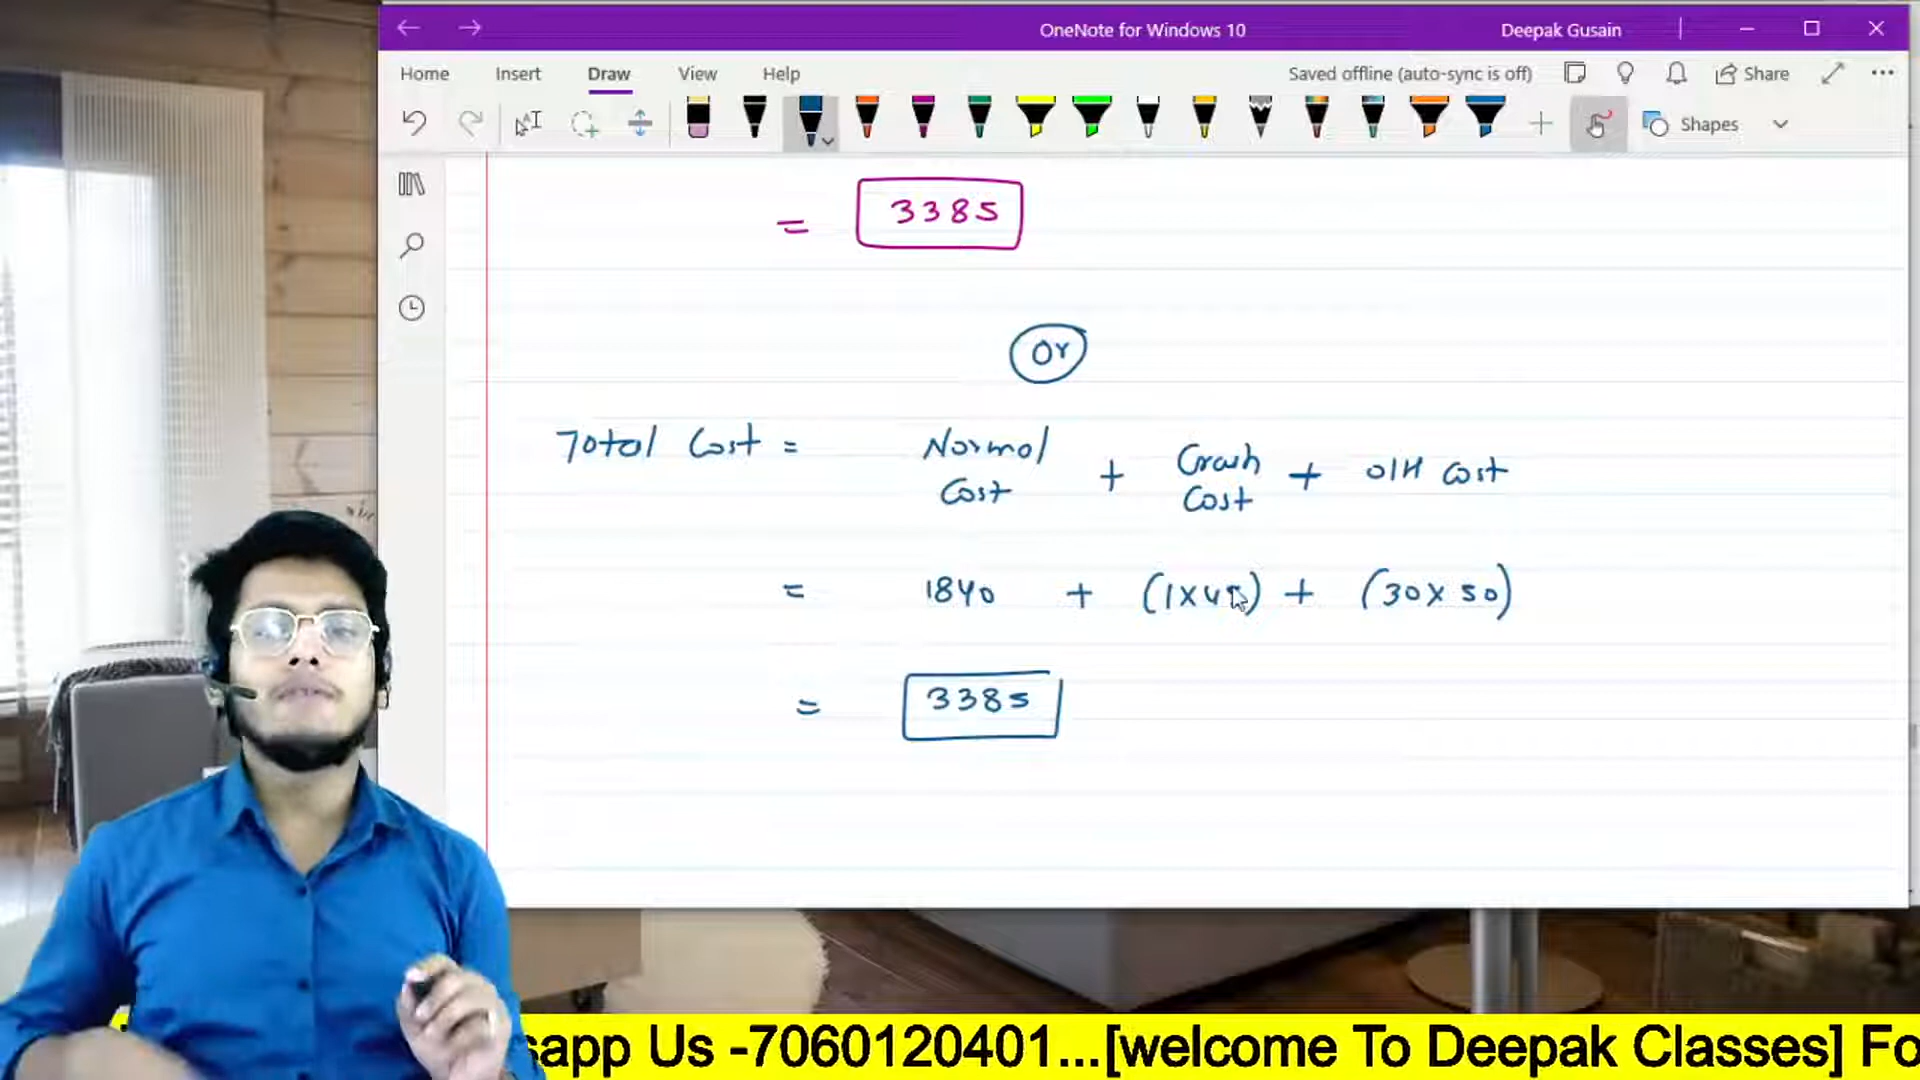 OneNote for Windows 10 Deepak Gusain
Home Insert Draw View Help Saved offline (auto-sync is off) Share
Shapes
= 3385
Or
Total Cost = Normal Cost + Crash Cost + O/H Cost
= 1840 + (1x45) + (30x50)
= 3385
sapp Us -7060120401...[welcome To Deepak Classes] Fo